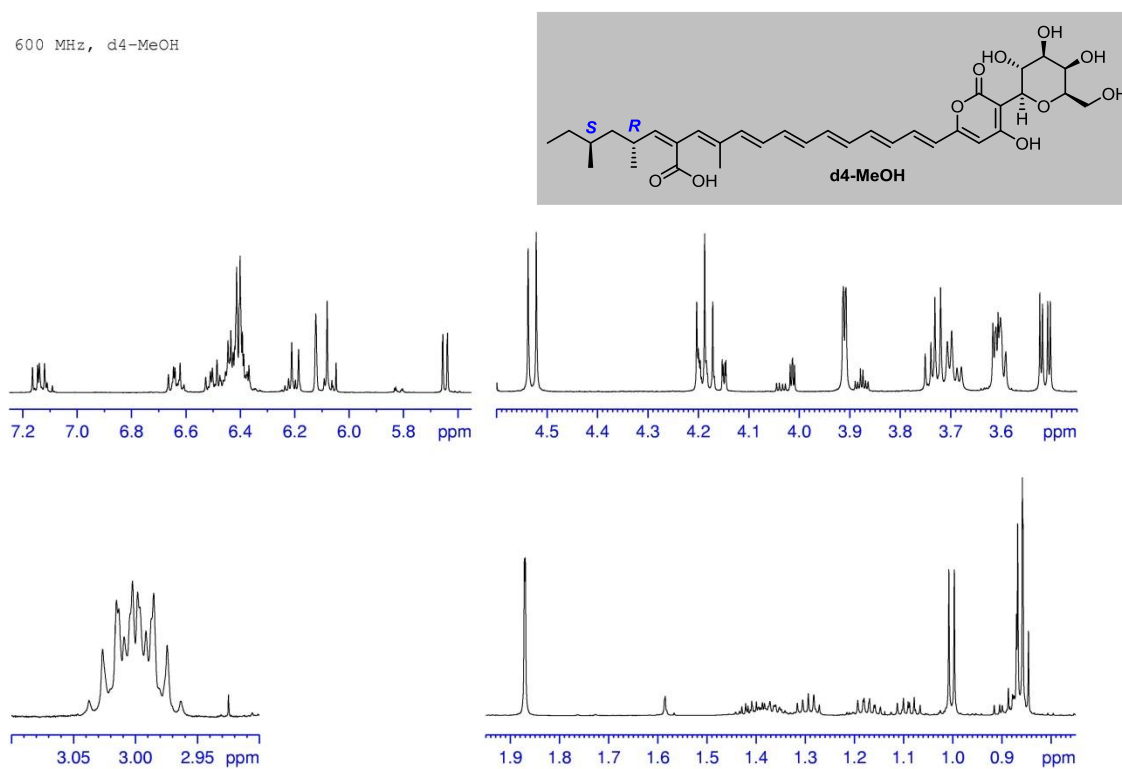 600 MHz, d4-MeOH
OH
HO
OH
O
OH
O
O
H
S
R
OH
O
OH
d4-MeOH
7.2 7.0 6.8 6.6 6.4 6.2 6.0 5.8 ppm
4.5 4.4 4.3 4.2 4.1 4.0 3.9 3.8 3.7 3.6 ppm
3.05 3.00 2.95 ppm
1.9 1.8 1.7 1.6 1.5 1.4 1.3 1.2 1.1 1.0 0.9 ppm